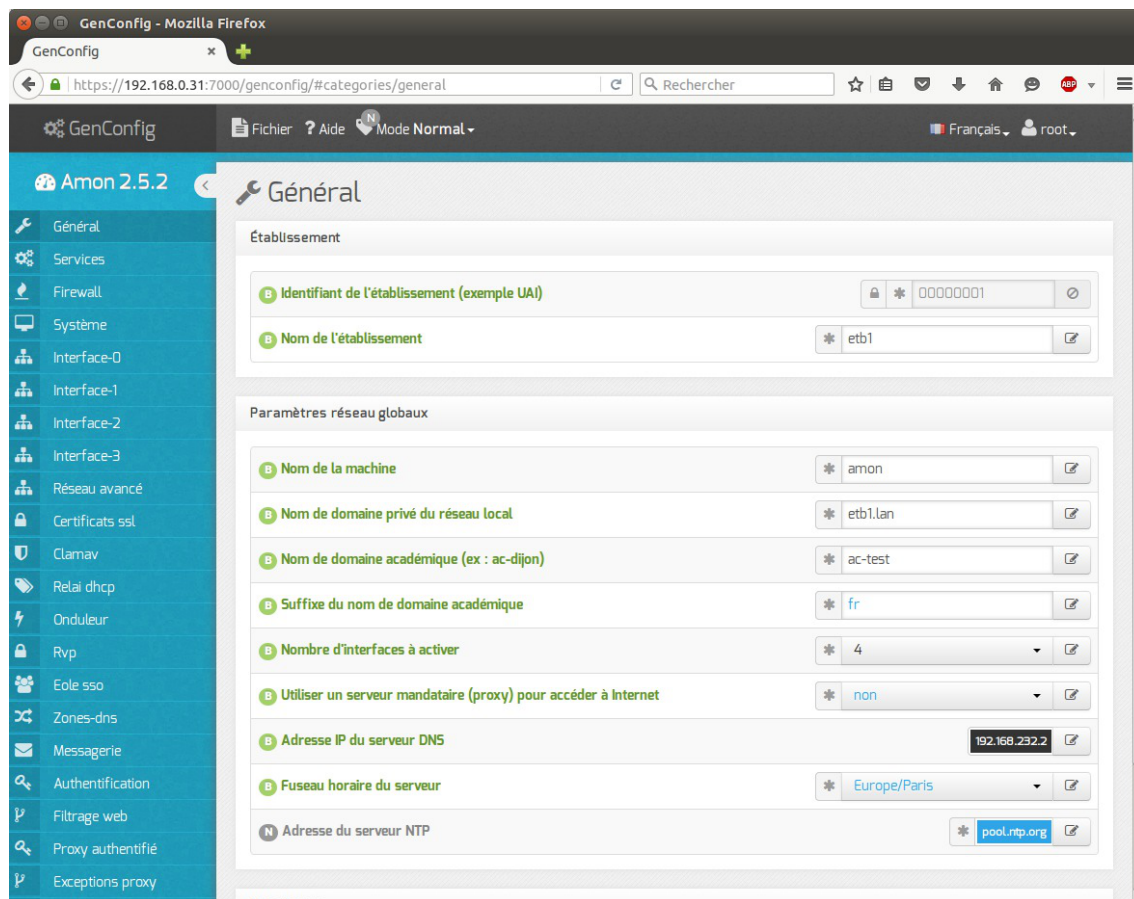 GenConfig - Mozilla Firefox
GenConfig
https://192.168.0.31:7000/genconfig/#categories/general
Rechercher
ABP
GenConfig
Fichier ? Aide N Mode Normal
Français root
Amon 2.5.2
Général
Services
Firewall
Système
Interface-0
Interface-1
Interface-2
Interface-3
Réseau avancé
Certificats ssl
Clamav
Relai dhcp
Onduleur
Rvp
Eole sso
Zones-dns
Messagerie
Authentification
Filtrage web
Proxy authentifié
Exceptions proxy
Général
Établissement
B Identifiant de l'établissement (exemple UAI) 00000001
B Nom de l'établissement etb1
Paramètres réseau globaux
B Nom de la machine amon
B Nom de domaine privé du réseau local etb1.lan
B Nom de domaine académique (ex : ac-dijon) ac-test
B Suffixe du nom de domaine académique fr
B Nombre d'interfaces à activer 4
B Utiliser un serveur mandataire (proxy) pour accéder à Internet non
B Adresse IP du serveur DNS 192.168.232.2
B Fuseau horaire du serveur Europe/Paris
N Adresse du serveur NTP pool.ntp.org